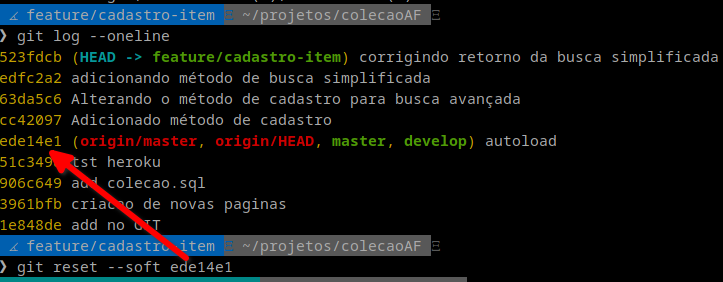 feature/cadastro-item ~/projetos/colecaoAF
❯ git log --oneline
523fdcb (HEAD -> feature/cadastro-item) corrigindo retorno da busca simplificada
edfc2a2 adicionando método de busca simplificada
63da5c6 Alterando o método de cadastro para busca avançada
cc42097 Adicionado método de cadastro
ede14e1 (origin/master, origin/HEAD, master, develop) autoload
51c349 tst heroku
906c649 add colecao.sql
3961bfb criacao de novas paginas
1e848de add no GIT
feature/cadastro-item ~/projetos/colecaoAF
❯ git reset --soft ede14e1